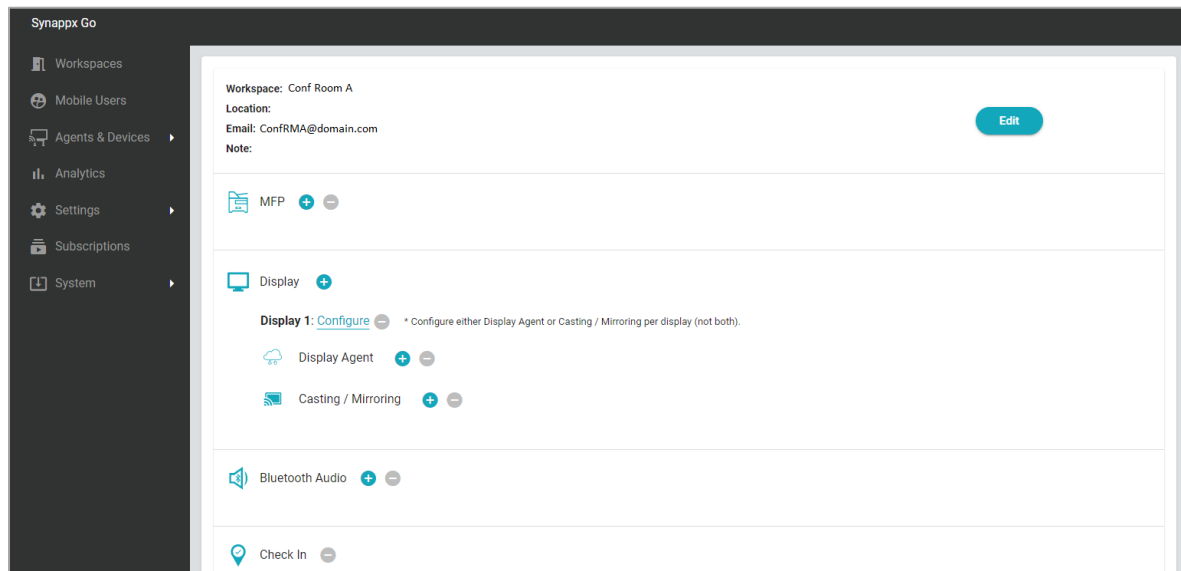 Synappx Go
Workspaces
Mobile Users
Agents & Devices
Analytics
Settings
Subscriptions
System
Workspace: Conf Room A
Location:
Email: ConfRMA@domain.com
Note:
Edit
MFP
Display
Display 1: Configure * Configure either Display Agent or Casting / Mirroring per display (not both).
Display Agent
Casting / Mirroring
Bluetooth Audio
Check In